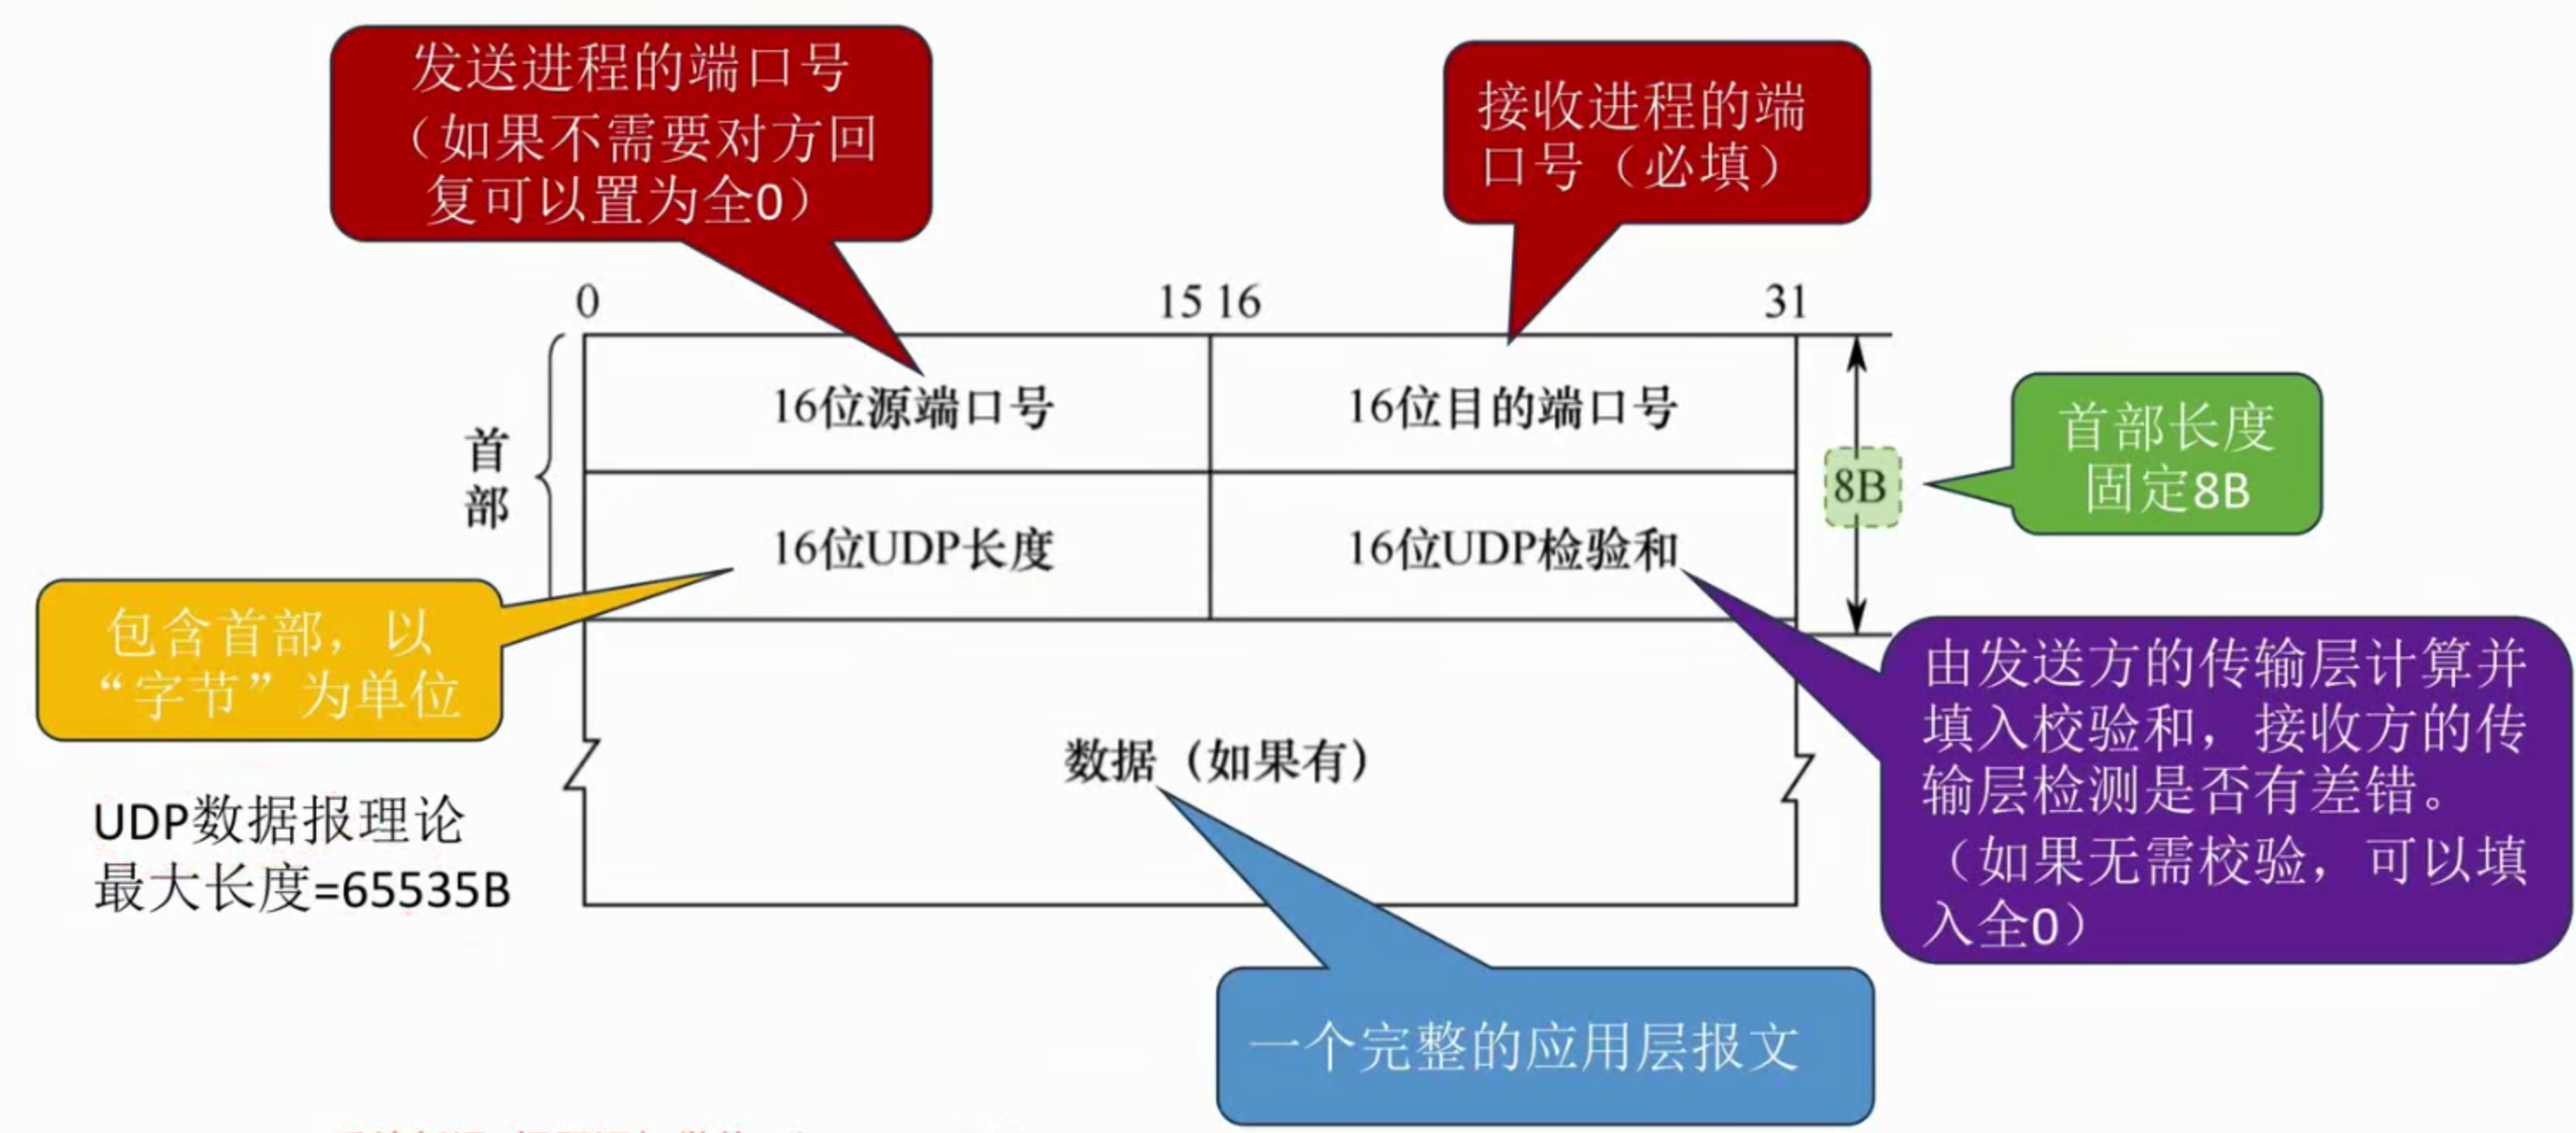 发送进程的端口号
（如果不需要对方回
复可以置为全0）
接收进程的端
口号（必填）
0
15 16
31
16位源端口号
16位目的端口号
首
部
8B
首部长度
固定8B
16位UDP长度
16位UDP检验和
包含首部，以
“字节”为单位
由发送方的传输层计算并
填入校验和，接收方的传
输层检测是否有差错。
（如果无需校验，可以填
入全0）
数据（如果有）
UDP数据报理论
最大长度=65535B
一个完整的应用层报文